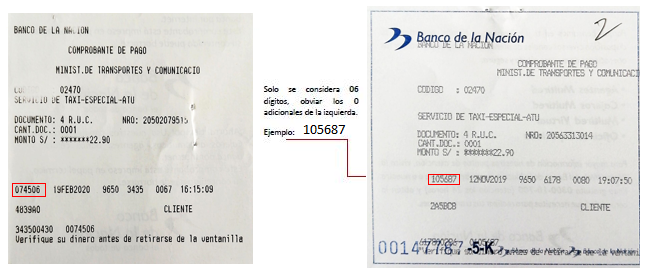 BANCO DE LA NACIÓN
COMPROBANTE DE PAGO
MINIST.DE TRANSPORTES Y COMUNICACIO
02470
SERVICIO DE TAXI-ESPECIAL-ATU
DOCUMENTO: 4 R.U.C. NRO: 20502079515
CANT.DOC.: 0001
MONTO S/ : *******22.90
074506 19FEB2020 9650 3435 0067 16:15:09
4839A0 CLIENTE
343500430 0074506
Verifique su dinero antes de retirarse de la ventanilla
Solo se considera 06
dígitos, obviar los 0
adicionales de la izquierda.
Ejemplo: 105687
2
Banco de la Nación
BANCO DE LA NACION
COMPROBANTE DE PAGO
MINIST.DE TRANSPORTES Y COMUNICACIO
CODIGO : 02470
SERVICIO DE TAXI-ESPECIAL-ATU
DOCUMENTO: 4 R.U.C. NRO: 20563313014
CANT.DOC.: 0001
MONTO S/ : *******22.90
105687 12NOV2019 9650 6178 0080 19:07:50
2A5BC8 CLIENTE
0014778 -5-K